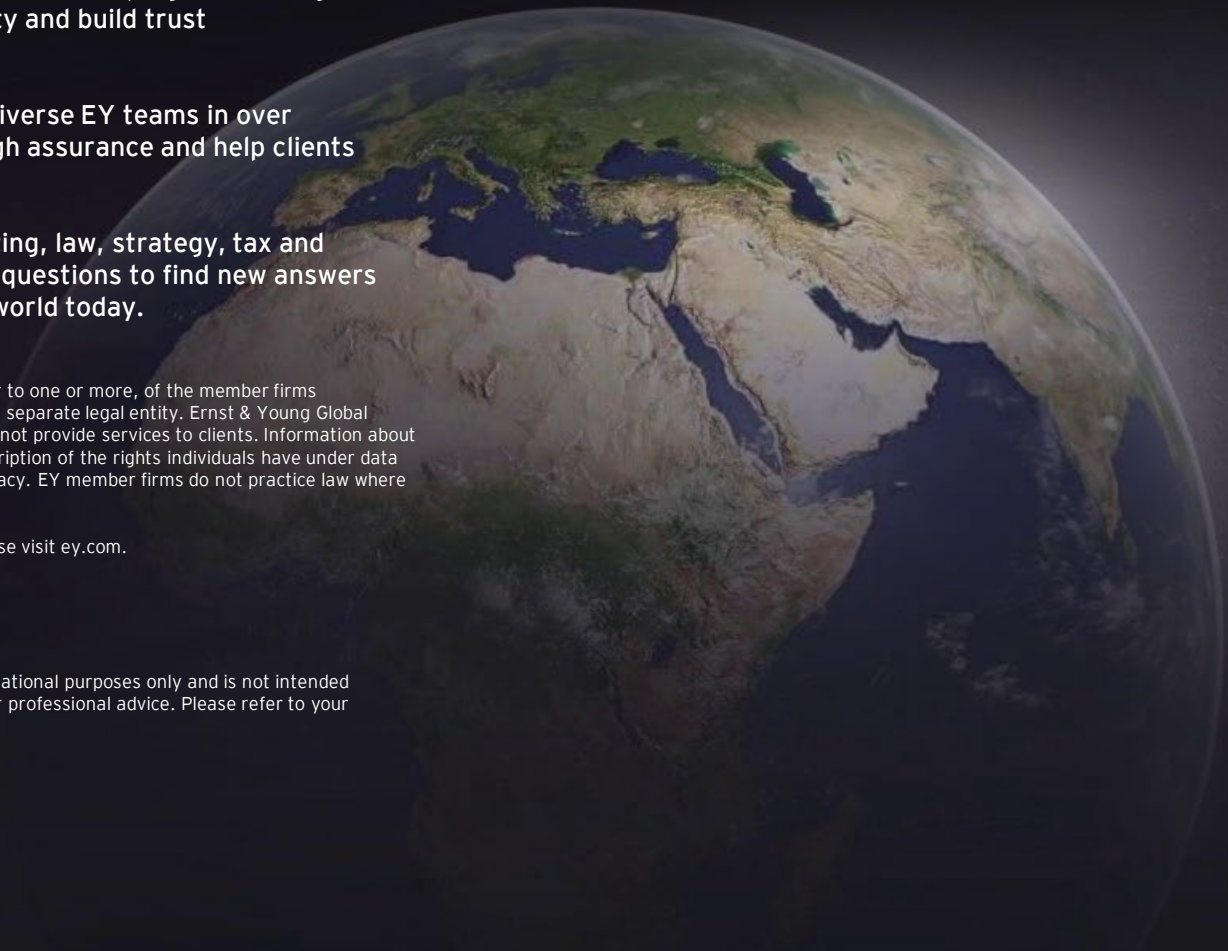 ty and build trust
iverse EY teams in over
gh assurance and help clients
ting, law, strategy, tax and
questions to find new answers
world today.
r to one or more, of the member firms
separate legal entity. Ernst & Young Global
not provide services to clients. Information about
ription of the rights individuals have under data
acy. EY member firms do not practice law where
se visit ey.com.
ational purposes only and is not intended
r professional advice. Please refer to your